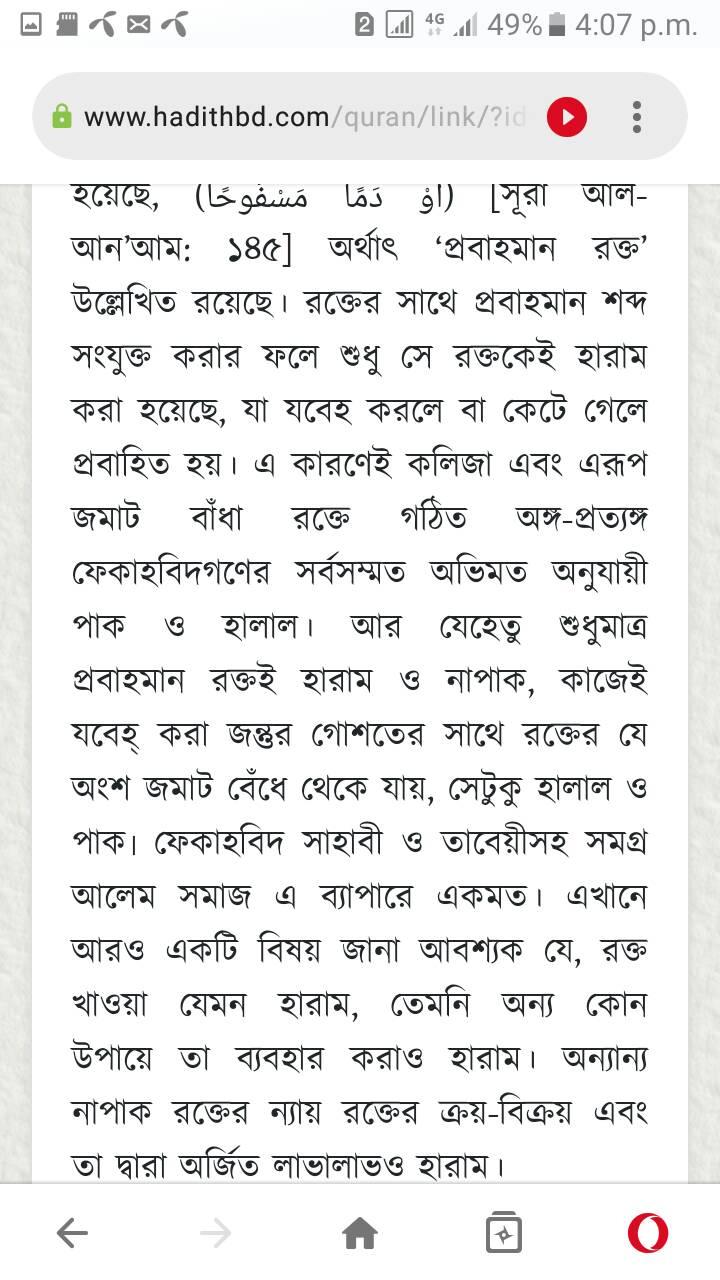 2 4G 49% 4:07 p.m.
www.hadithbd.com/quran/link/?id
হয়েছে, (أَوْ دَمًا مَسْفُوحًا) [সূরা আল-
আন’আম: ১৪৫] অর্থাৎ ‘প্রবাহমান রক্ত’
উল্লেখিত রয়েছে। রক্তের সাথে প্রবাহমান শব্দ
সংযুক্ত করার ফলে শুধু সে রক্তকেই হারাম
করা হয়েছে, যা যবেহ করলে বা কেটে গেলে
প্রবাহিত হয়। এ কারণেই কলিজা এবং এরূপ
জমাট বাঁধা রক্তে গঠিত অঙ্গ-প্রত্যঙ্গ
ফেকাহবিদগণের সর্বসম্মত অভিমত অনুযায়ী
পাক ও হালাল। আর যেহেতু শুধুমাত্র
প্রবাহমান রক্তই হারাম ও নাপাক, কাজেই
যবেহ্ করা জন্তুর গোশতের সাথে রক্তের যে
অংশ জমাট বেঁধে থেকে যায়, সেটুকু হালাল ও
পাক। ফেকাহবিদ সাহাবী ও তাবেয়ীসহ সমগ্র
আলেম সমাজ এ ব্যাপারে একমত। এখানে
আরও একটি বিষয় জানা আবশ্যক যে, রক্ত
খাওয়া যেমন হারাম, তেমনি অন্য কোন
উপায়ে তা ব্যবহার করাও হারাম। অন্যান্য
নাপাক রক্তের ন্যায় রক্তের ক্রয়-বিক্রয় এবং
তা দ্বারা অর্জিত লাভালাভও হারাম।